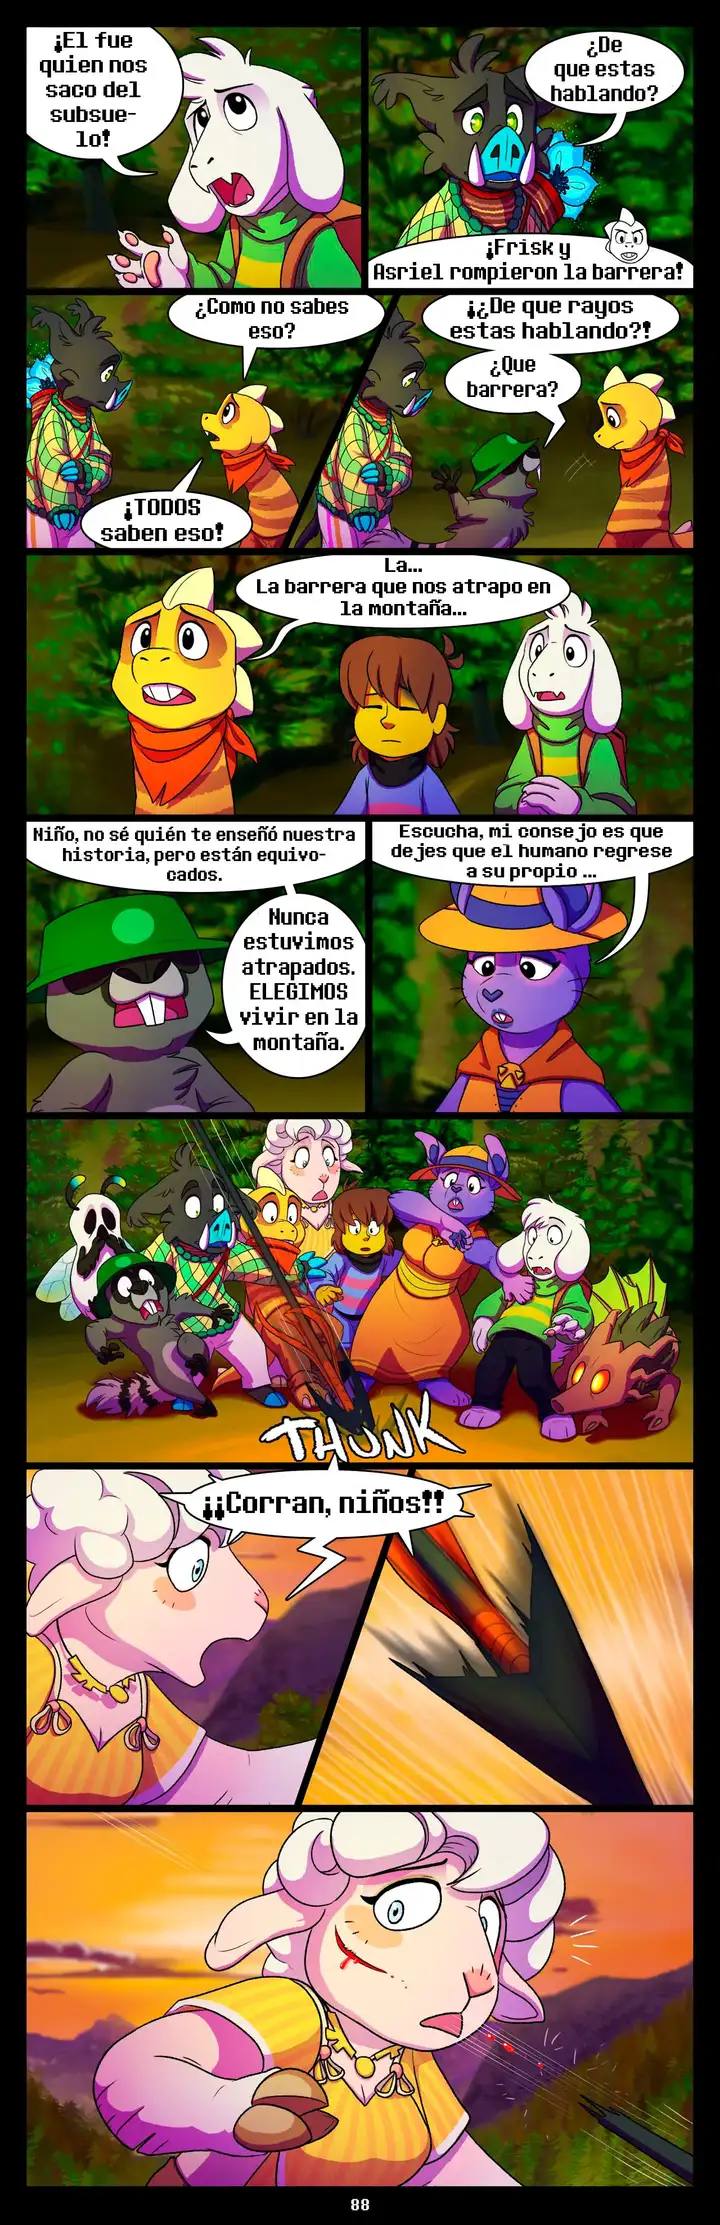 ¡El fue
quien nos
saco del
subsue-
lo!
¿De
que estas
hablando?
¡Frisk y
Asriel rompieron la barrera!
¿Como no sabes
eso?
¡TODOS
saben eso!
¡¿De que rayos
estas hablando?!
¿Que
barrera?
La...
La barrera que nos atrapo en
la montaña...
Niño, no sé quién te enseñó nuestra
historia, pero están equivo-
cados.
Nunca
estuvimos
atrapados.
ELEGIMOS
vivir en la
montaña.
Escucha, mi consejo es que
dejes que el humano regrese
a su propio ...
THUNK
¡¡Corran, niños!!
88